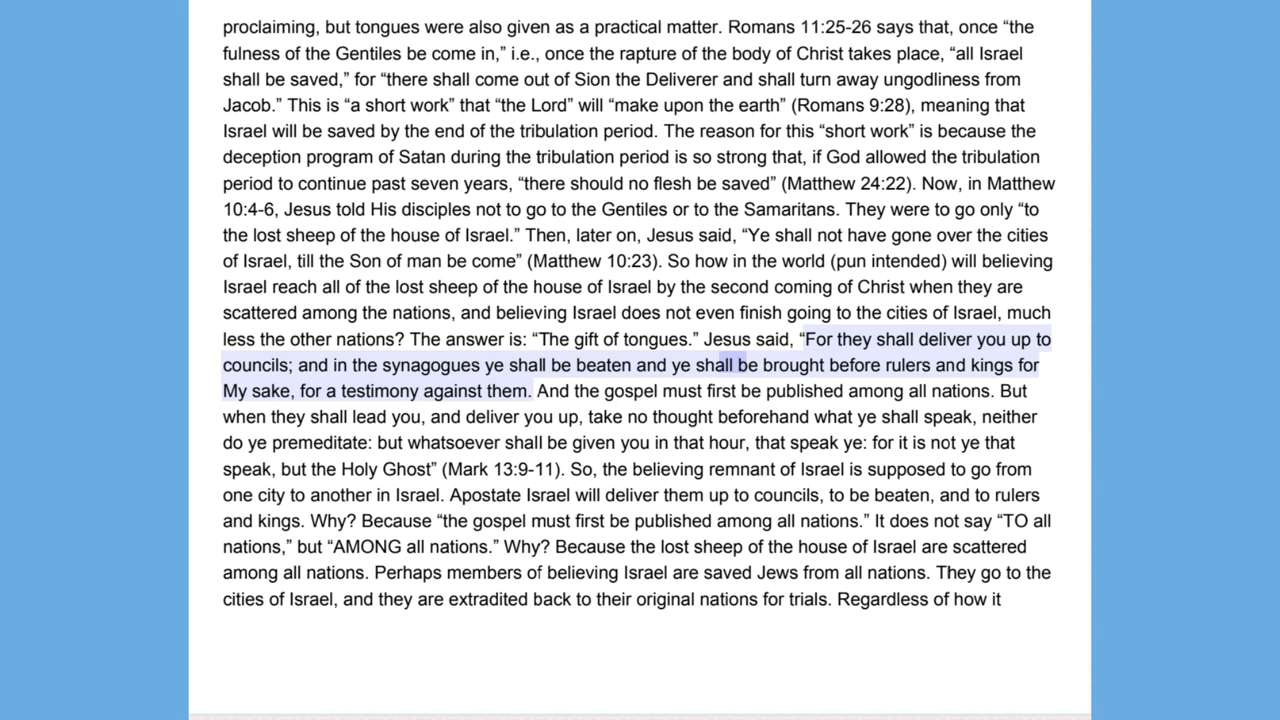 proclaiming, but tongues were also given as a practical matter. Romans 11:25-26 says that, once “the
fulness of the Gentiles be come in,” i.e., once the rapture of the body of Christ takes place, “all Israel
shall be saved,” for “there shall come out of Sion the Deliverer and shall turn away ungodliness from
Jacob.” This is “a short work” that “the Lord” will “make upon the earth” (Romans 9:28), meaning that
Israel will be saved by the end of the tribulation period. The reason for this “short work” is because the
deception program of Satan during the tribulation period is so strong that, if God allowed the tribulation
period to continue past seven years, “there should no flesh be saved” (Matthew 24:22). Now, in Matthew
10:4-6, Jesus told His disciples not to go to the Gentiles or to the Samaritans. They were to go only “to
the lost sheep of the house of Israel.” Then, later on, Jesus said, “Ye shall not have gone over the cities
of Israel, till the Son of man be come” (Matthew 10:23). So how in the world (pun intended) will believing
Israel reach all of the lost sheep of the house of Israel by the second coming of Christ when they are
scattered among the nations, and believing Israel does not even finish going to the cities of Israel, much
less the other nations? The answer is: “The gift of tongues.” Jesus said, “For they shall deliver you up to
councils; and in the synagogues ye shall be beaten and ye shall be brought before rulers and kings for
My sake, for a testimony against them. And the gospel must first be published among all nations. But
when they shall lead you, and deliver you up, take no thought beforehand what ye shall speak, neither
do ye premeditate: but whatsoever shall be given you in that hour, that speak ye: for it is not ye that
speak, but the Holy Ghost” (Mark 13:9-11). So, the believing remnant of Israel is supposed to go from
one city to another in Israel. Apostate Israel will deliver them up to councils, to be beaten, and to rulers
and kings. Why? Because “the gospel must first be published among all nations.” It does not say “TO all
nations,” but “AMONG all nations.” Why? Because the lost sheep of the house of Israel are scattered
among all nations. Perhaps members of believing Israel are saved Jews from all nations. They go to the
cities of Israel, and they are extradited back to their original nations for trials. Regardless of how it